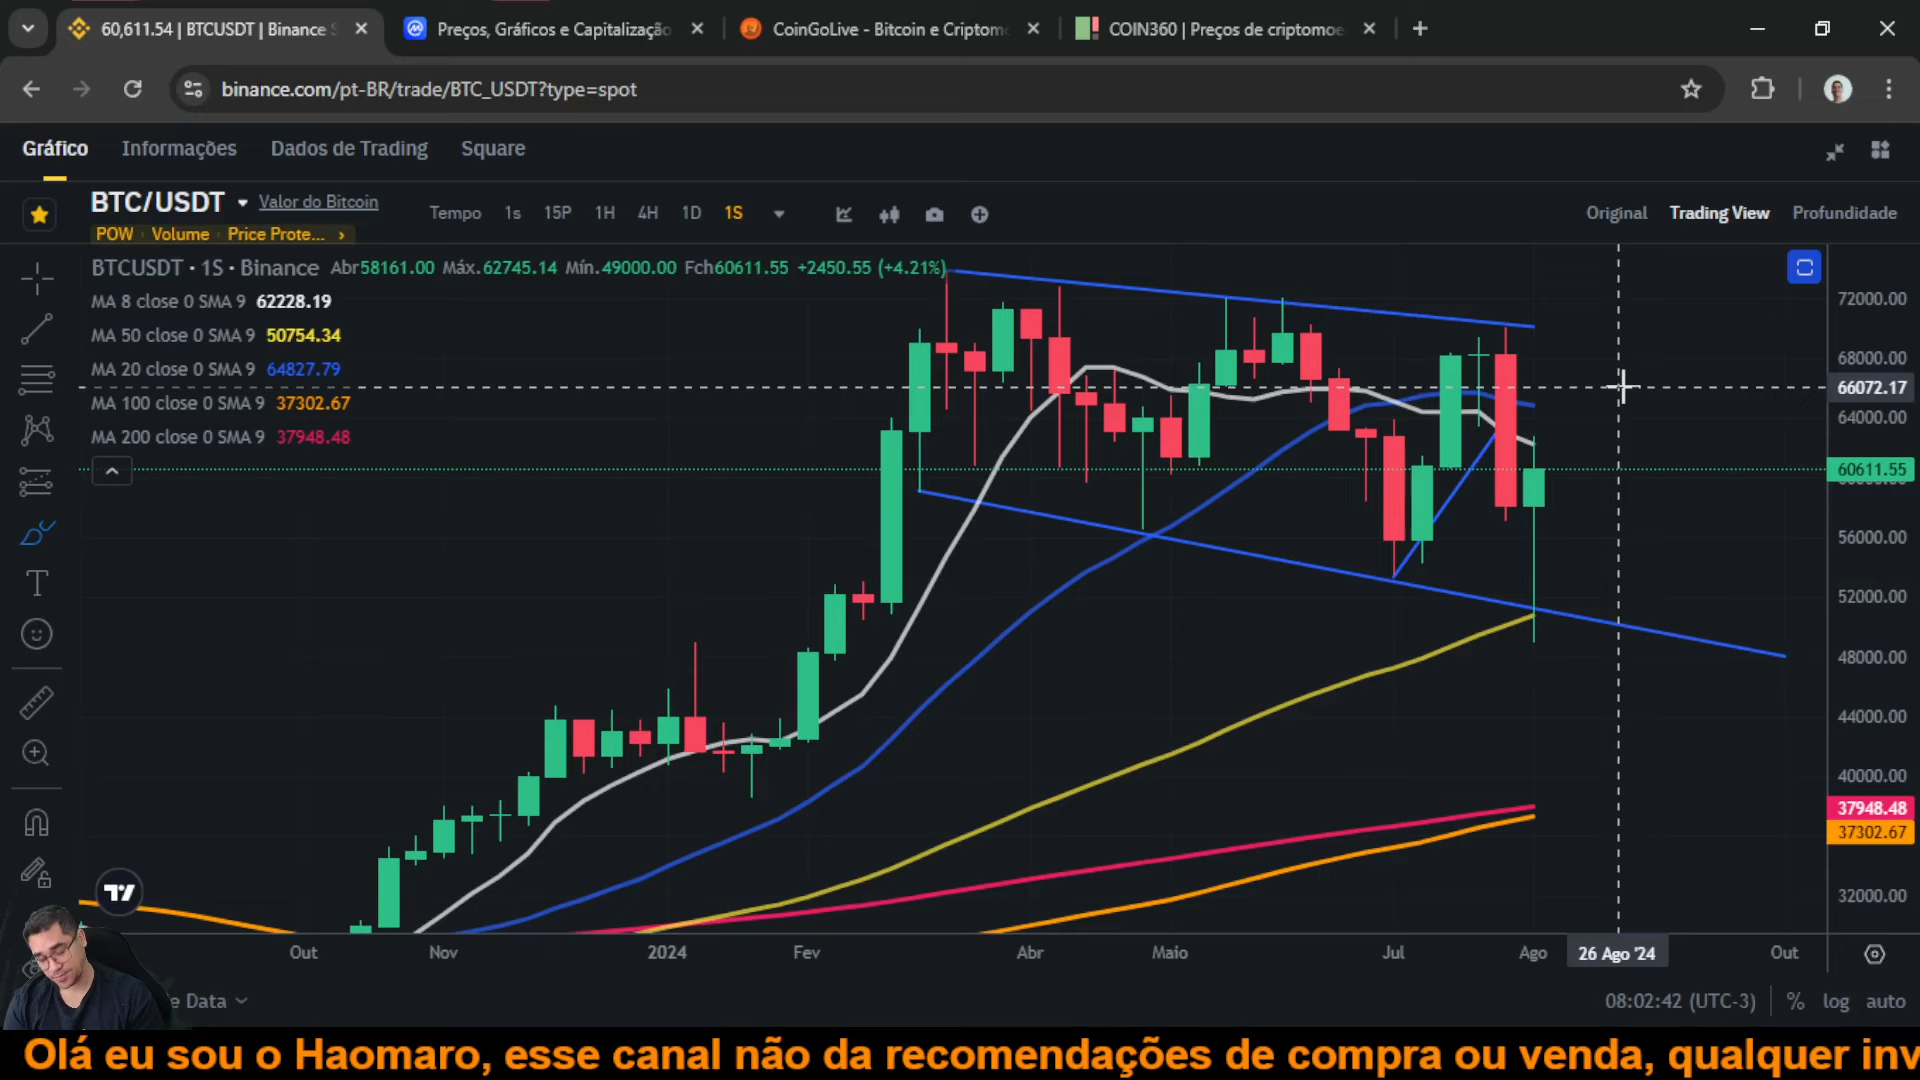 60,611.54 | BTCUSDT | Binance S
Preços, Gráficos e Capitalização
CoinGoLive - Bitcoin e Criptomo
COIN360 | Preços de criptomoe
binance.com/pt-BR/trade/BTC_USDT?type=spot
Gráfico Informações Dados de Trading Square
BTC/USDT Valor do Bitcoin
POW Volume Price Prote...
Tempo 1s 15P 1H 4H 1D 1S
Original Trading View Profundidade
BTCUSDT · 1S · Binance Abr58161.00 Máx.62745.14 Mín.49000.00 Fch60611.55 +2450.55 (+4.21%)
MA 8 close 0 SMA 9 62228.19
MA 50 close 0 SMA 9 50754.34
MA 20 close 0 SMA 9 64827.79
MA 100 close 0 SMA 9 37302.67
MA 200 close 0 SMA 9 37948.48
72000.00
68000.00
66072.17
64000.00
60611.55
56000.00
52000.00
48000.00
44000.00
40000.00
37948.48
37302.67
32000.00
Out Nov 2024 Fev Abr Maio Jul Ago 26 Ago '24 Out
e Data
08:02:42 (UTC-3) % log auto
Olá eu sou o Haomaro, esse canal não da recomendações de compra ou venda, qualquer inv